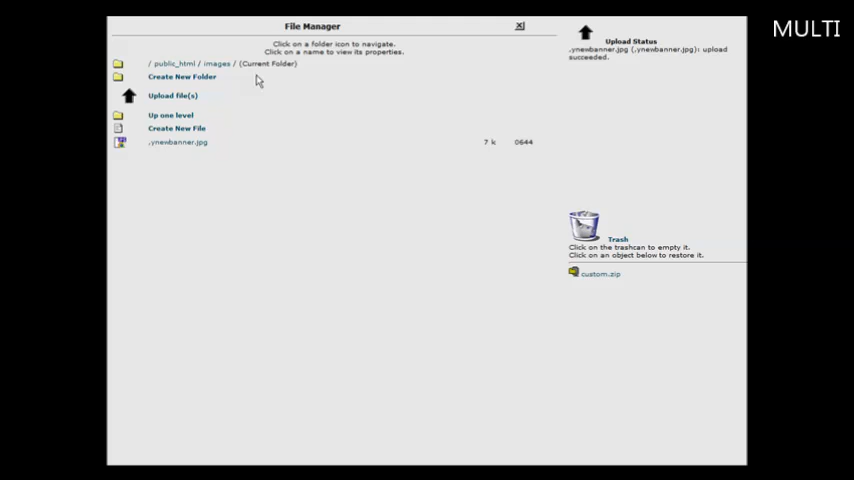 MULTI
File Manager
X
Click on a folder icon to navigate.
Click on a name to view its properties.
/ public_html / images / (Current Folder)
Create New Folder
Upload file(s)
Up one level
Create New File
.ynewbanner.jpg 7 k 0644
Upload Status
.ynewbanner.jpg (.ynewbanner.jpg): upload
succeeded.
Trash
Click on the trashcan to empty it.
Click on an object below to restore it.
custom.zip